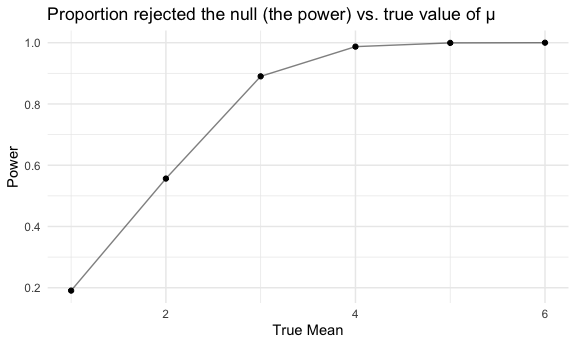 Proportion rejected the null (the power) vs. true value of μ
1.0
0.8
0.6
0.4
0.2
Power
2
4
6
True Mean